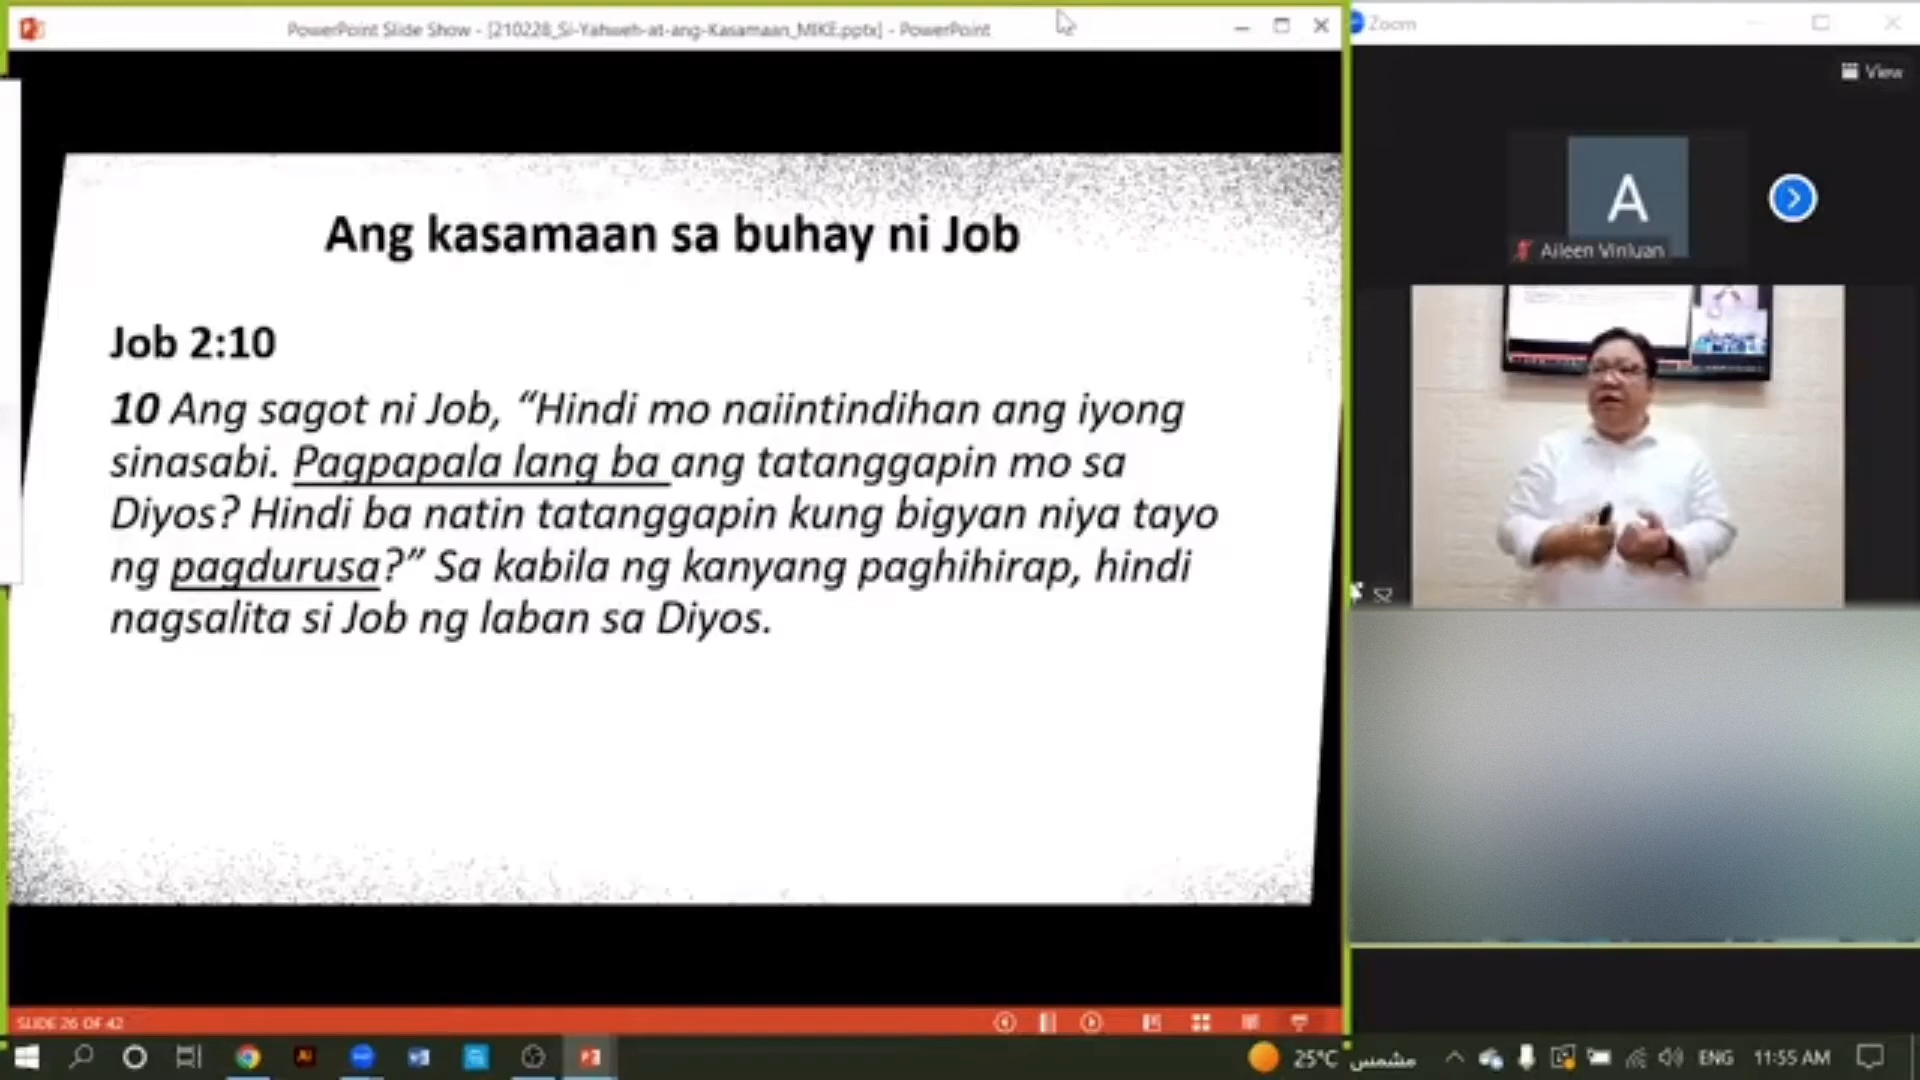 PowerPoint Slide Show - [210228_Si-Yahweh-at-ang-Kasamaan_MIKE.pptx] - PowerPoint
Zoom
View
A
Aileen Vinluan
Ang kasamaan sa buhay ni Job
Job 2:10
10 Ang sagot ni Job, “Hindi mo naiintindihan ang iyong
sinasabi. Pagpapala lang ba ang tatanggapin mo sa
Diyos? Hindi ba natin tatanggapin kung bigyan niya tayo
ng pagdurusa?” Sa kabila ng kanyang paghihirap, hindi
nagsalita si Job ng laban sa Diyos.
SLIDE 26 OF 42
Ai
25°C مشمس
ENG
11:55 AM